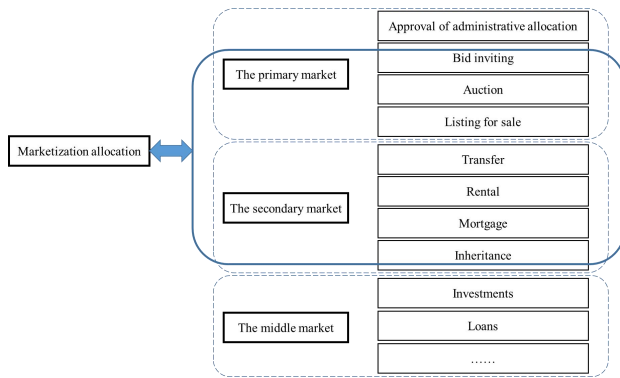 Approval of administrative allocation
Bid inviting
The primary market
Auction
Listing for sale
Marketization allocation
Transfer
Rental
The secondary market
Mortgage
Inheritance
Investments
The middle market
Loans
……